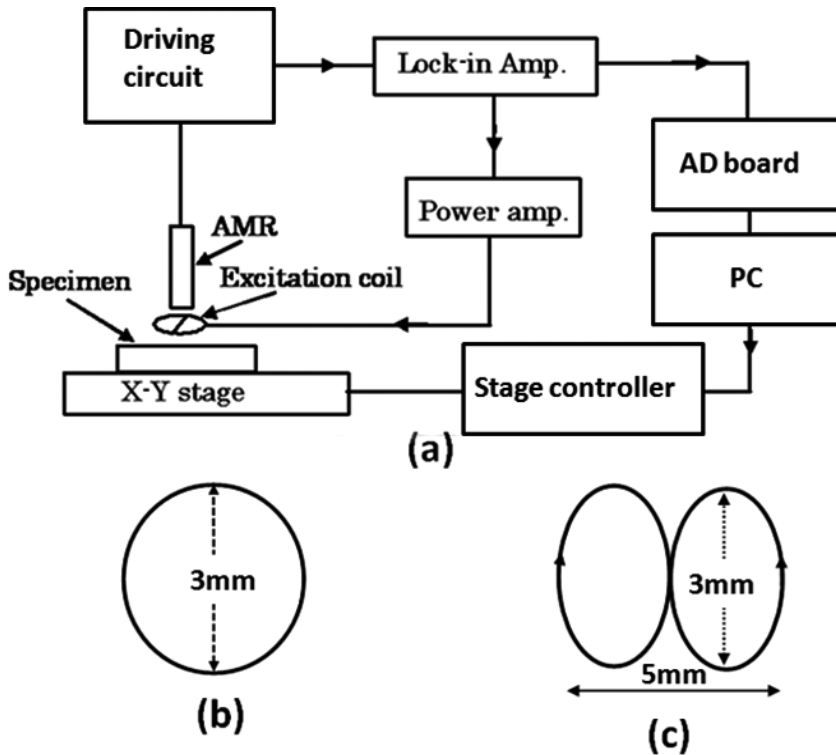 Driving
circuit
Lock-in Amp.
AD board
Power amp.
AMR
PC
Specimen
Excitation coil
X-Y stage
Stage controller
(a)
3mm
3mm
5mm
(b)
(c)